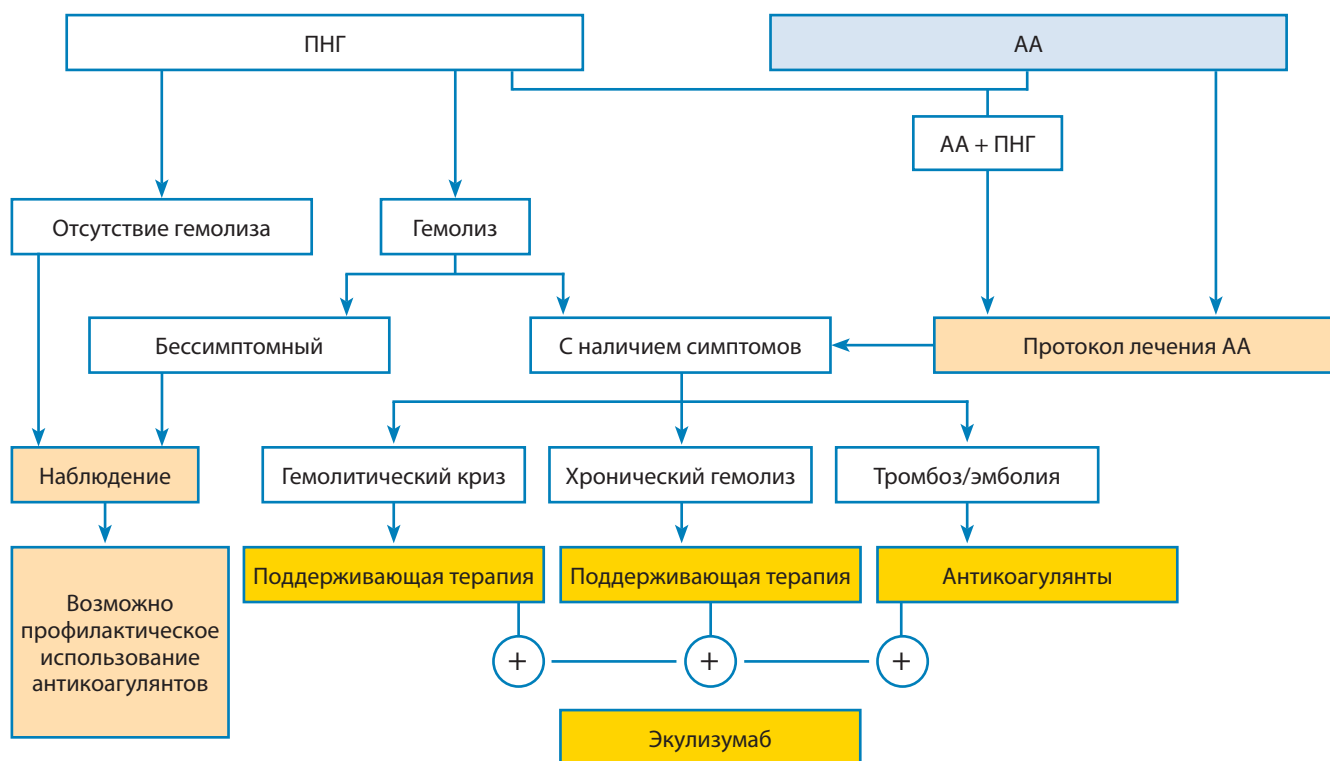 ПНГ
АА
АА + ПНГ
Отсутствие гемолиза
Гемолиз
Бессимптомный
С наличием симптомов
Протокол лечения АА
Наблюдение
Гемолитический криз
Хронический гемолиз
Тромбоз/эмболия
Возможно
профилактическое
использование
антикоагулянтов
Поддерживающая терапия
Поддерживающая терапия
Антикоагулянты
+
+
+
Экулизумаб